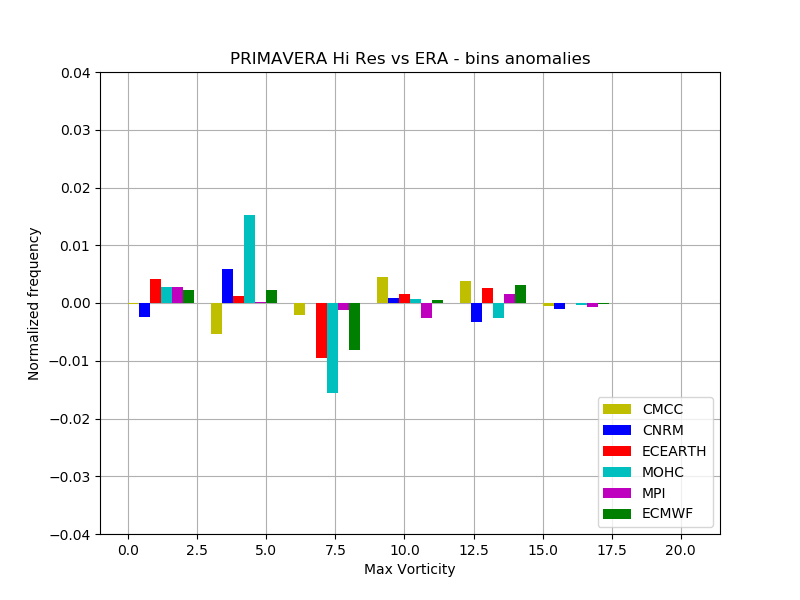 PRIMAVERA Hi Res vs ERA - bins anomalies
Normalized frequency
0.04
0.03
0.02
0.01
0.00
−0.01
−0.02
−0.03
−0.04
CMCC
CNRM
ECEARTH
MOHC
MPI
ECMWF
0.0 2.5 5.0 7.5 10.0 12.5 15.0 17.5 20.0
Max Vorticity